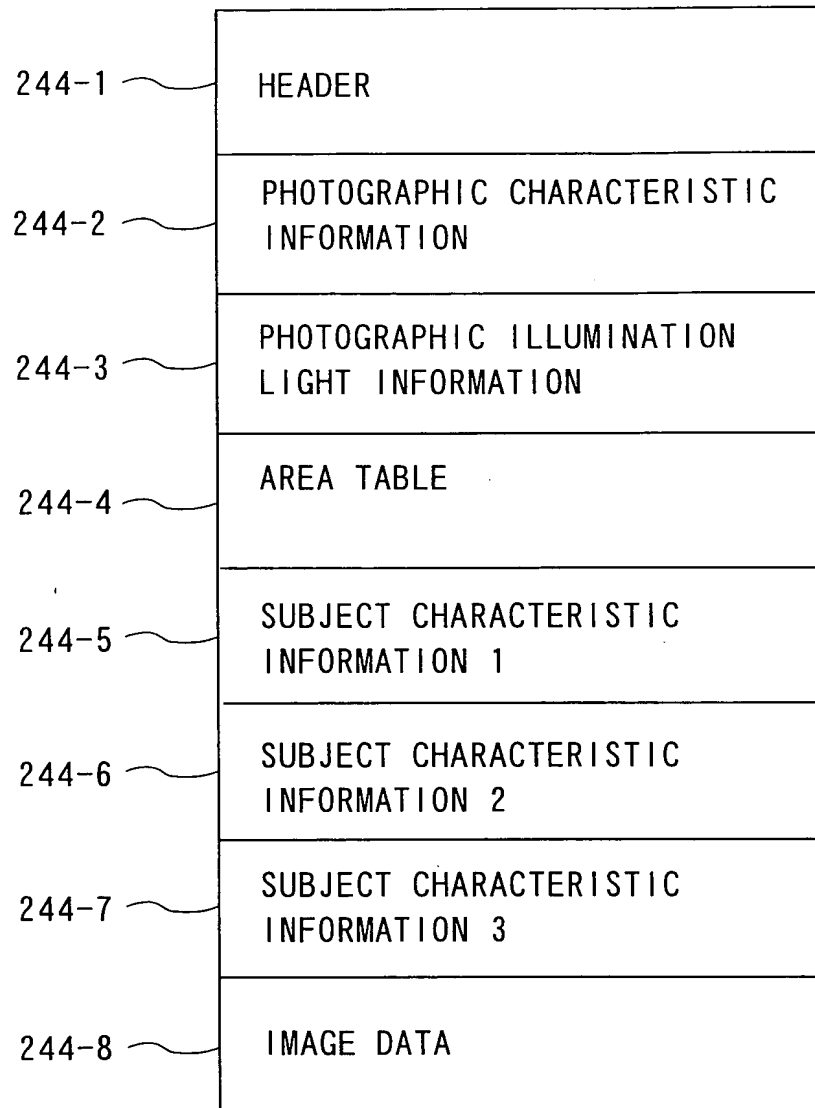 244-1 HEADER
PHOTOGRAPHIC CHARACTERISTIC
244-2 INFORMATION
PHOTOGRAPHIC ILLUMINATION
244-3 LIGHT INFORMATION
AREA TABLE
244-4
SUBJECT CHARACTERISTIC
244-5 INFORMATION 1
SUBJECT CHARACTERISTIC
244-6 INFORMATION 2
SUBJECT CHARACTERISTIC
244-7 INFORMATION 3
244-8 IMAGE DATA